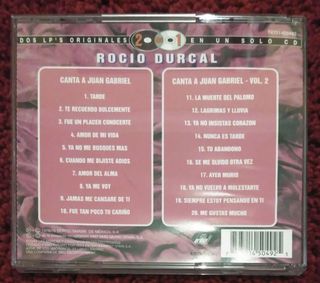 DOS LP'S ORIGINALES 2001 EN UN SOLO CD
ROCIO DURCAL
CANTA A JUAN GABRIEL
1. TARDE
2. TE RECUERDO DULCEMENTE
3. FUE UN PLACER CONOCERTE
4. AMOR DE MI VIDA
5. YA NO ME BUSQUES MAS
6. CUANDO ME DIJISTE ADIOS
7. AMOR DEL ALMA
8. YA ME VOY
9. JAMAS ME CANSARE DE TI
10. FUE TAN POCO TU CARIÑO
CANTA A JUAN GABRIEL - VOL. 2
11. LA MUERTE DEL PALOMO
12. LAGRIMAS Y LLUVIA
13. YA NO INSISTAS CORAZON
14. NUNCA ES TARDE
15. TU ABANDONO
16. SE ME OLVIDO OTRA VEZ
17. AYER MURIO
18. YA NO VUELVO A MOLESTARTE
19. SIEMPRE ESTOY PENSANDO EN TI
20. ME GUSTAS MUCHO